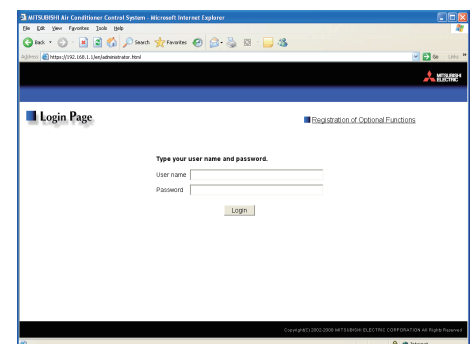 MITSUBISHI Air Conditioner Control System - Microsoft Internet Explorer
File Edit View Favorites Tools Help
Back Search Favorites
Address https://192.168.1.1/en/administrator.html Go Links »
MITSUBISHI
ELECTRIC
Login Page
Registration of Optional Functions
Type your user name and password.
User name
Password
Login
Copyright(C) 2002-2008 MITSUBISHI ELECTRIC CORPORATION All Rights Reserved
Internet